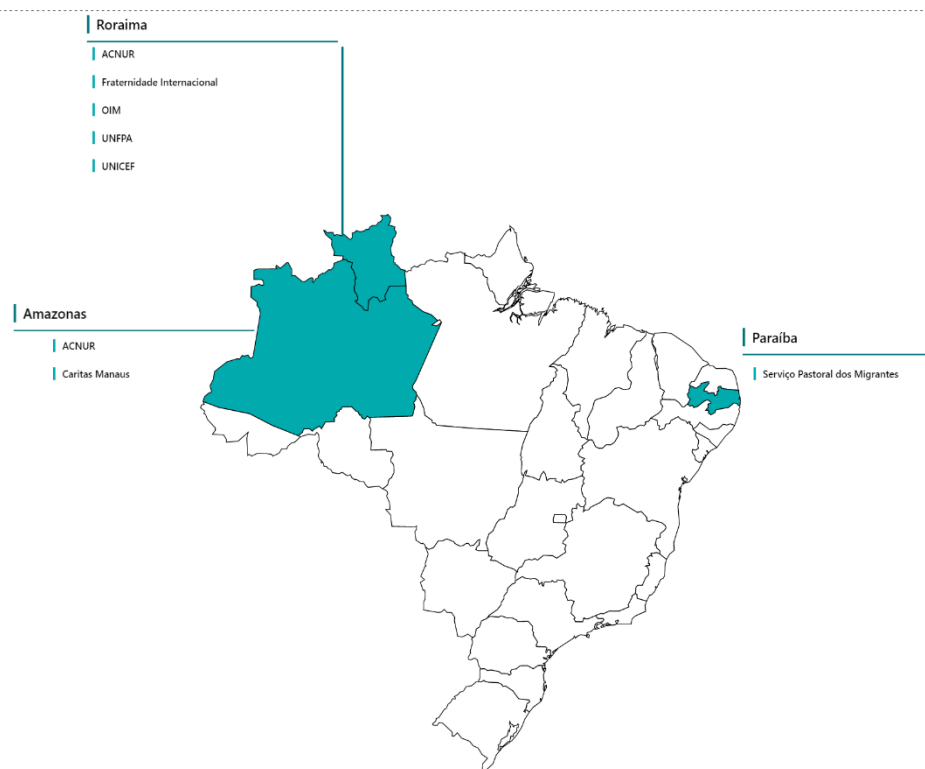 Roraima
ACNUR
Fraternidade Internacional
OIM
UNFPA
UNICEF
Amazonas
ACNUR
Caritas Manaus
Paraíba
Serviço Pastoral dos Migrantes